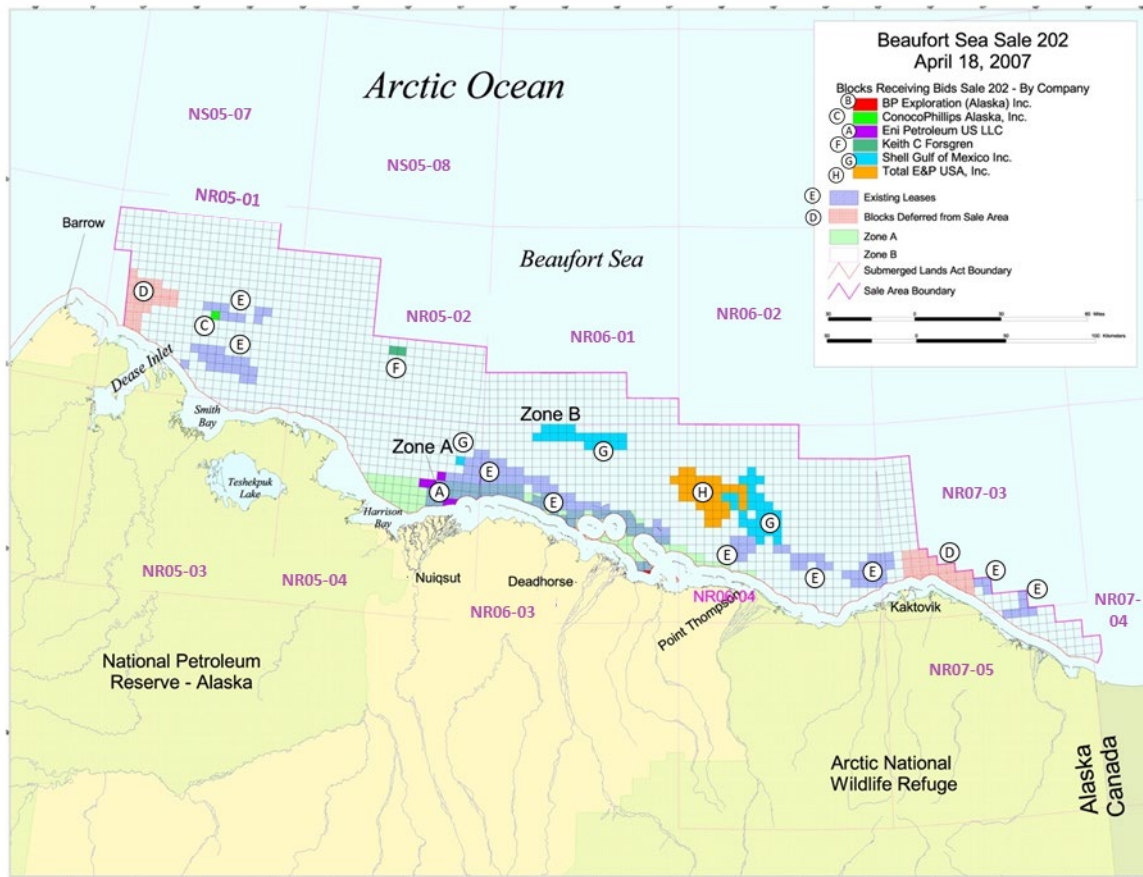 Beaufort Sea Sale 202
April 18, 2007
Blocks Receiving Bids Sale 202 - By Company
B BP Exploration (Alaska) Inc.
C ConocoPhillips Alaska, Inc.
A Eni Petroleum US LLC
F Keith C Forsgren
G Shell Gulf of Mexico Inc.
H Total E&P USA, Inc.
E Existing Leases
D Blocks Deferred from Sale Area
Zone A
Zone B
Submerged Lands Act Boundary
Sale Area Boundary
Arctic Ocean
NS05-07
NS05-08
NR05-01
Barrow
Beaufort Sea
D
E
NR05-02
NR06-01
NR06-02
C
E
F
Dease Inlet
Smith
Bay
Zone B
G
G
Zone A
E
A
E
H
G
NR07-03
Teshekpuk
Lake
Harrison
Bay
E
E
E
D
E
E
NR05-03
NR05-04
Nuiqsut
Deadhorse
NR06-03
NR06-04
Point Thompson
Kaktovik
NR07-
04
National Petroleum
Reserve - Alaska
NR07-05
Arctic National
Wildlife Refuge
Alaska
Canada